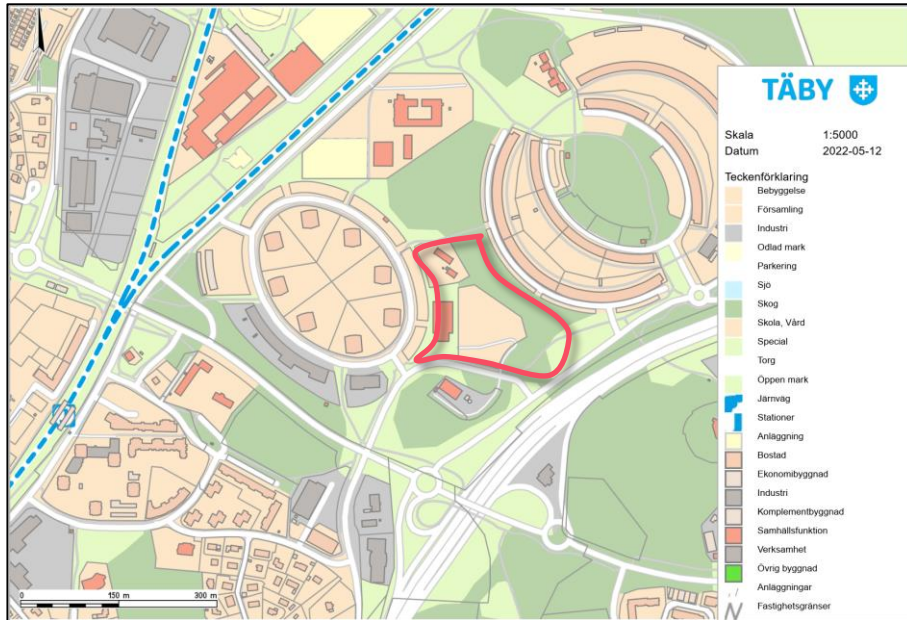 TÄBY
Skala 1:5000
Datum 2022-05-12
Teckenförklaring
Bebyggelse
Församling
Industri
Odlad mark
Parkering
Sjö
Skog
Skola, Vård
Special
Torg
Öppen mark
Järnväg
Stationer
Anläggning
Bostad
Ekonomibyggnad
Industri
Komplementbyggnad
Samhällsfunktion
Verksamhet
Övrig byggnad
Anläggningar
Fastighetsgränser
0 150 m 300 m